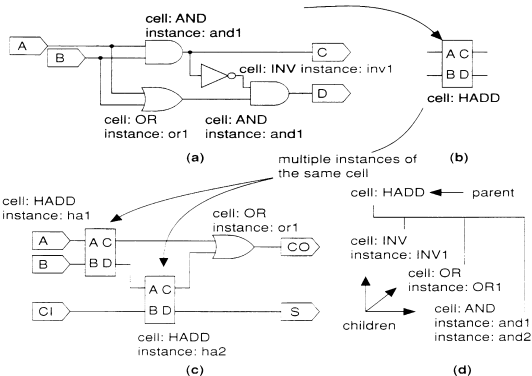 cell: AND
instance: and1
A
B
C
cell: INV instance: inv1
D
cell: OR
instance: or1
cell: AND
instance: and1
(a)
A C
B D
cell: HADD
(b)
multiple instances of
the same cell
cell: HADD
instance: ha1
A
B
A C
B D
cell: OR
instance: or1
CO
CI
A C
B D
S
cell: HADD
instance: ha2
(c)
cell: HADD
parent
cell: INV
instance: INV1
cell: OR
instance: OR1
children
cell: AND
instance: and1
instance: and2
(d)